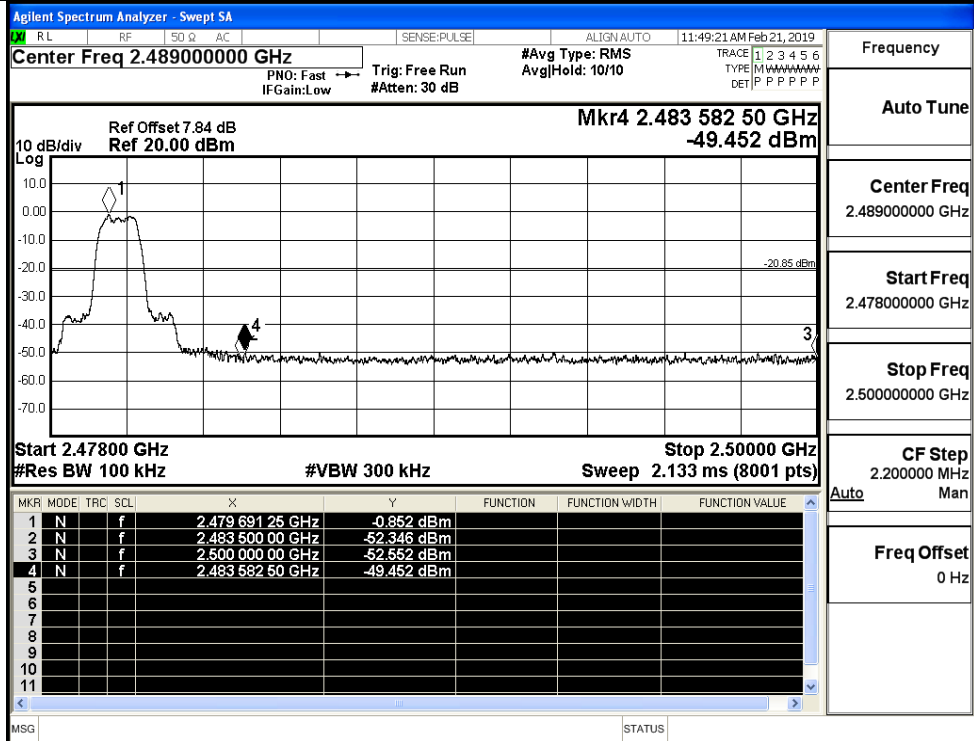 Agilent Spectrum Analyzer - Swept SA
LXI RL RF 50 Ω AC SENSE:PULSE ALIGN AUTO 11:49:21 AM Feb 21, 2019
Center Freq 2.489000000 GHz
PNO: Fast
IFGain:Low
Trig: Free Run
#Atten: 30 dB
#Avg Type: RMS
Avg|Hold: 10/10
TRACE 1 2 3 4 5 6
TYPE M WWWWW
DET P P P P P P
Frequency
Auto Tune
Center Freq
2.489000000 GHz
Start Freq
2.478000000 GHz
Stop Freq
2.500000000 GHz
CF Step
2.200000 MHz
Auto Man
Freq Offset
0 Hz
Mkr4 2.483 582 50 GHz
-49.452 dBm
Ref Offset 7.84 dB
10 dB/div Ref 20.00 dBm
Log
10.0
0.00
-10.0
-20.0
-30.0
-40.0
-50.0
-60.0
-70.0
1
4
3
-20.85 dBm
Start 2.47800 GHz Stop 2.50000 GHz
#Res BW 100 kHz #VBW 300 kHz Sweep 2.133 ms (8001 pts)
MKR MODE TRC SCL X Y FUNCTION FUNCTION WIDTH FUNCTION VALUE
1 N f 2.479 691 25 GHz -0.852 dBm
2 N f 2.483 500 00 GHz -52.346 dBm
3 N f 2.500 000 00 GHz -52.552 dBm
4 N f 2.483 582 50 GHz -49.452 dBm
5
6
7
8
9
10
11
MSG STATUS